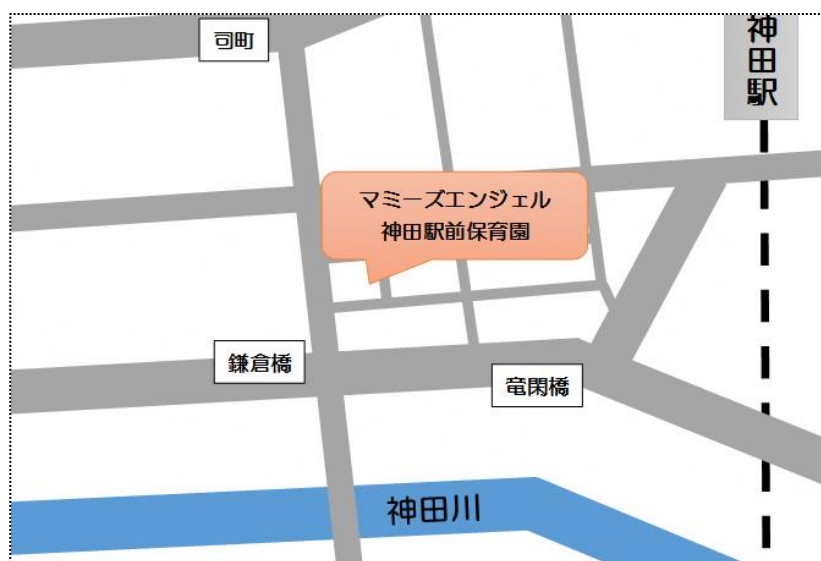 司町
神田駅
マミーズエンジェル
神田駅前保育園
鎌倉橋
竜閑橋
神田川